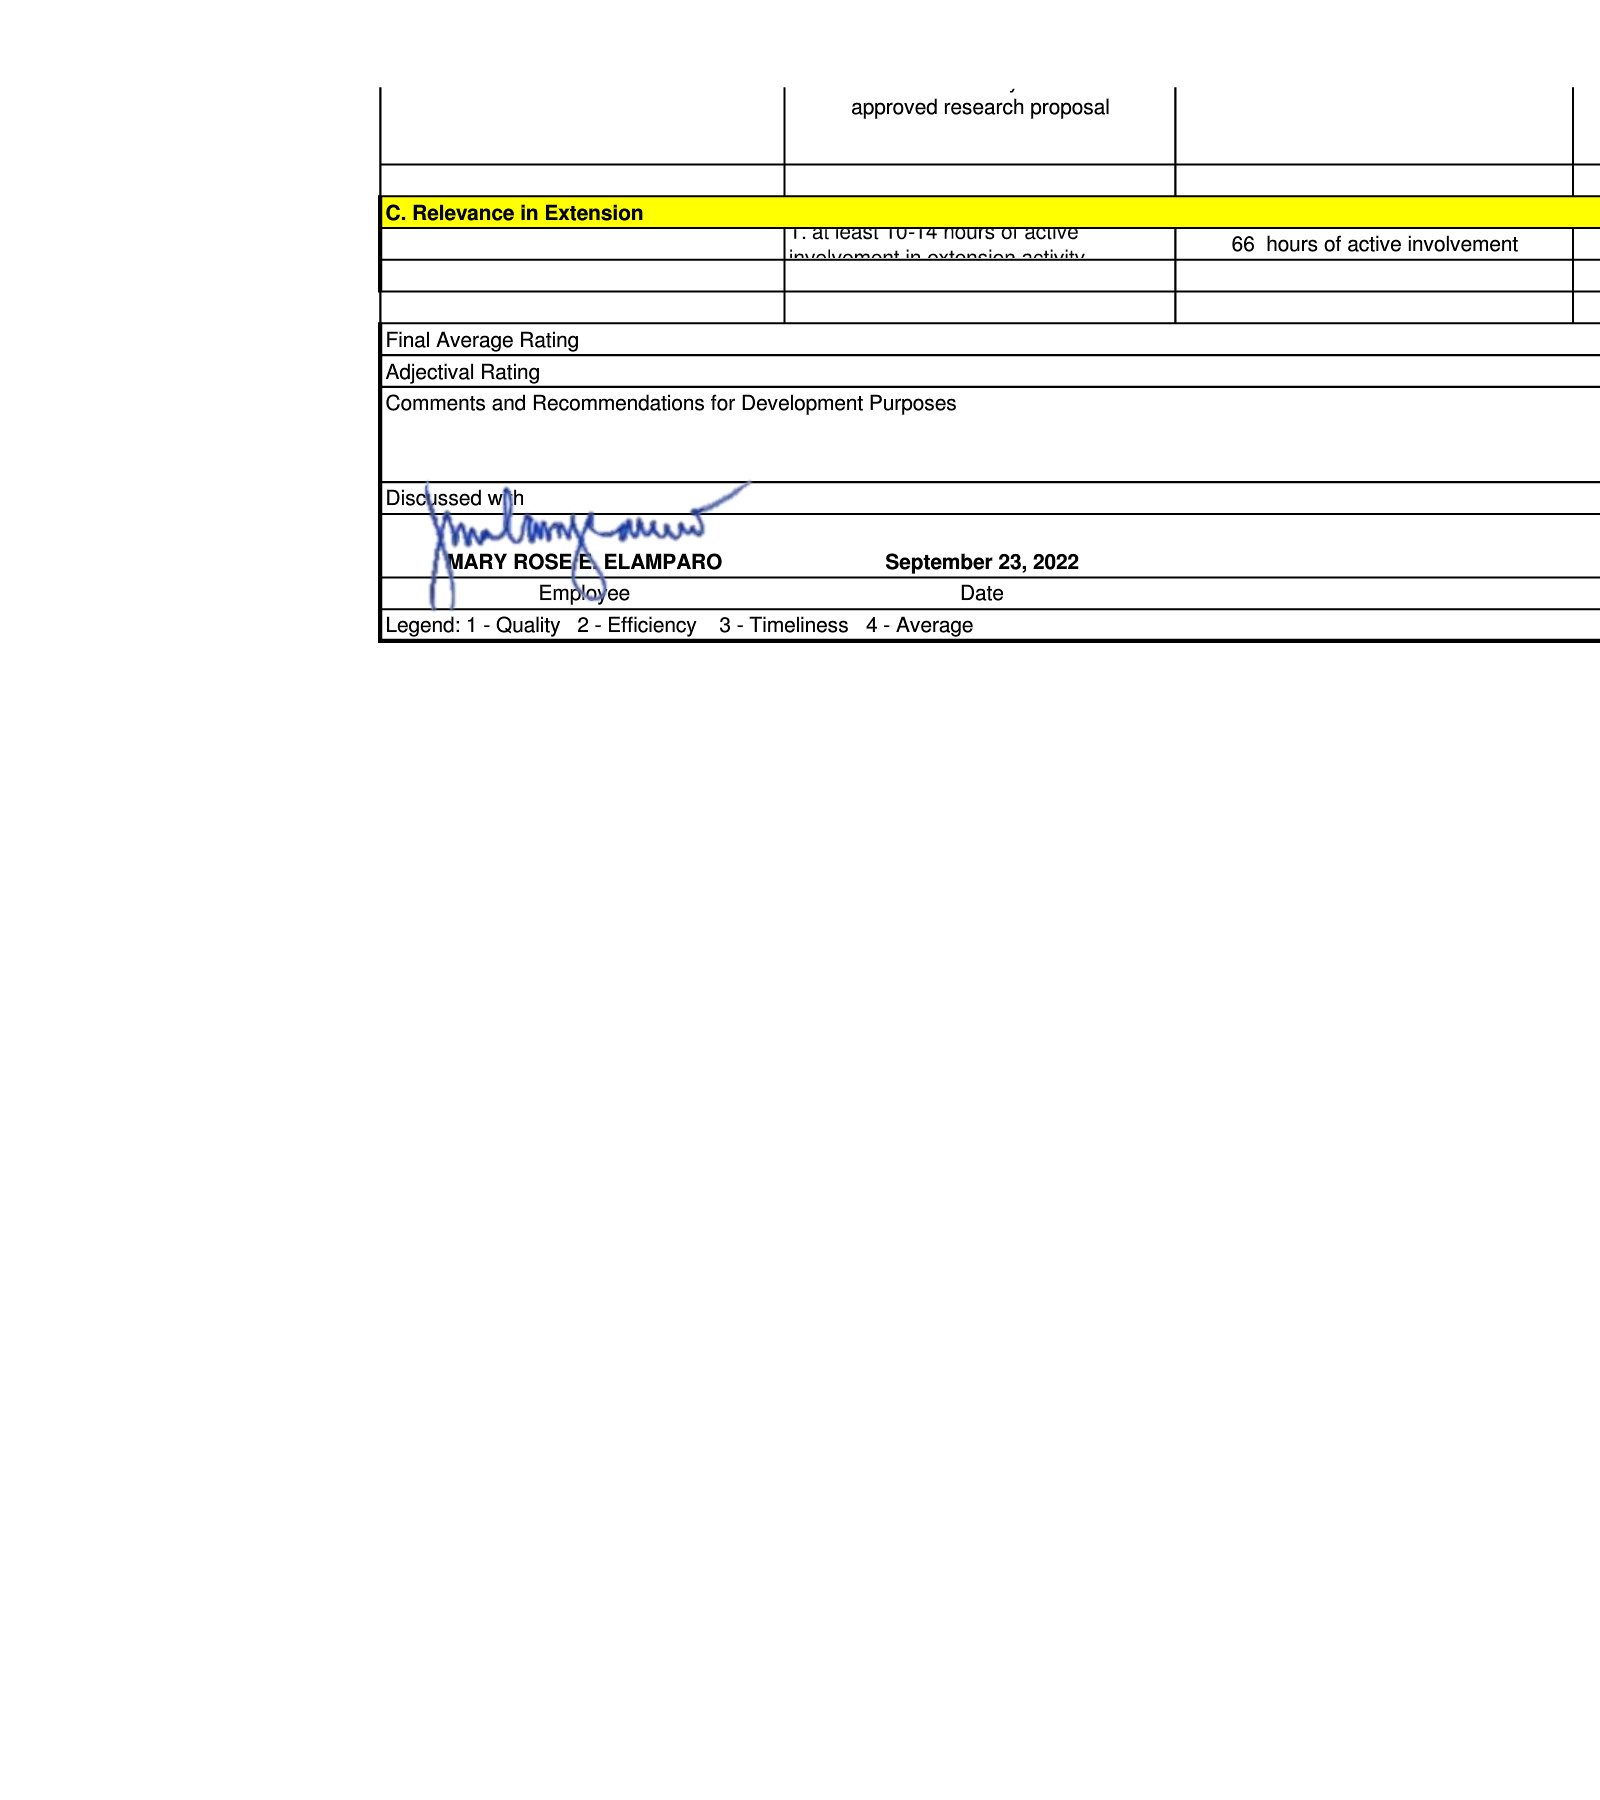 approved research proposal
C. Relevance in Extension
1. at least 10-14 hours of active
involvement in extension activity
66  hours of active involvement
Final Average Rating
Adjectival Rating
Comments and Recommendations for Development Purposes
Discussed with
MARY ROSE E. ELAMPARO September 23, 2022
Employee Date
Legend: 1 - Quality   2 - Efficiency    3 - Timeliness   4 - Average